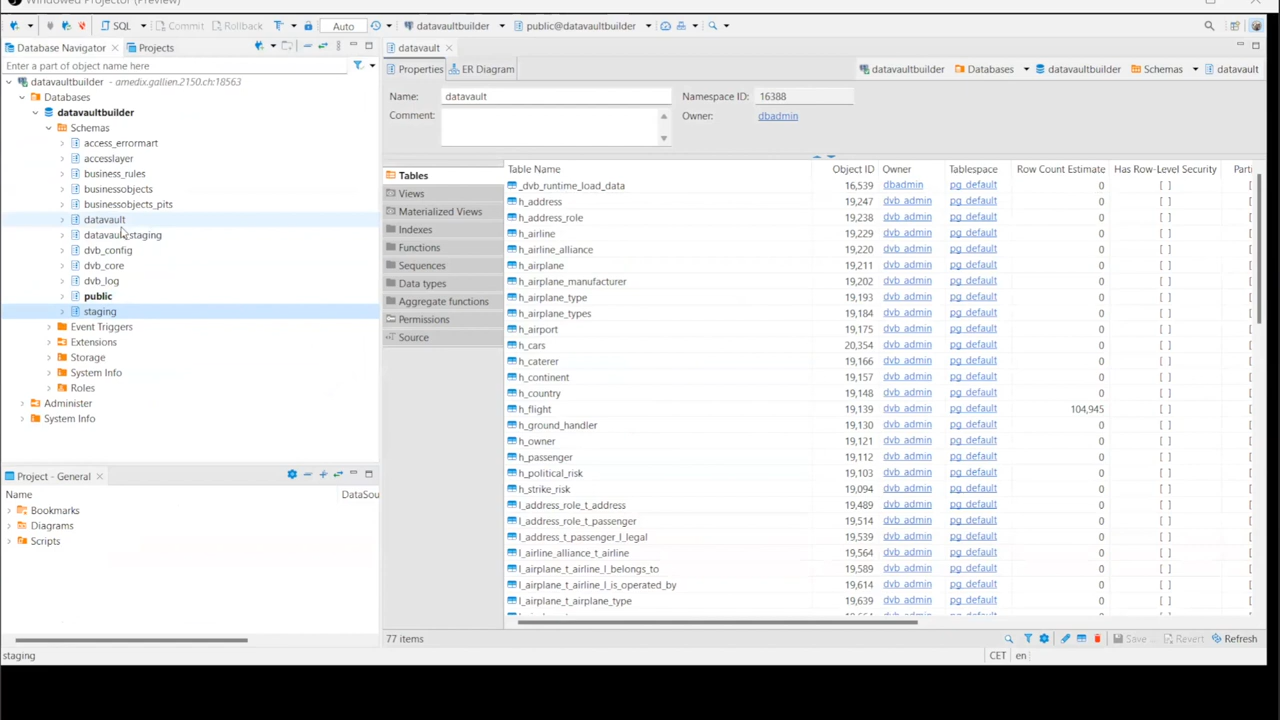 Windowed Projector (Preview)
SQL Commit Rollback Auto datavaultbuilder public@datavaultbuilder
Database Navigator Projects
Enter a part of object name here
datavaultbuilder - amedix.gallien.2150.ch:18563
Databases
datavaultbuilder
Schemas
access_errormart
accesslayer
business_rules
businessobjects
businessobjects_pits
datavault
datavault_staging
dvb_config
dvb_core
dvb_log
public
staging
Event Triggers
Extensions
Storage
System Info
Roles
Administer
System Info
Project - General
Name DataSou
Bookmarks
Diagrams
Scripts
datavault
Properties ER Diagram datavaultbuilder Databases datavaultbuilder Schemas datavault
Name: datavault Namespace ID: 16388
Comment: Owner: dbadmin
Tables
Views
Materialized Views
Indexes
Functions
Sequences
Data types
Aggregate functions
Permissions
Source
Table Name Object ID Owner Tablespace Row Count Estimate Has Row-Level Security Parti
_dvb_runtime_load_data 16,539 dbadmin pg_default 0 [ ]
h_address 19,247 dvb_admin pg_default 0 [ ]
h_address_role 19,238 dvb_admin pg_default 0 [ ]
h_airline 19,229 dvb_admin pg_default 0 [ ]
h_airline_alliance 19,220 dvb_admin pg_default 0 [ ]
h_airplane 19,211 dvb_admin pg_default 0 [ ]
h_airplane_manufacturer 19,202 dvb_admin pg_default 0 [ ]
h_airplane_type 19,193 dvb_admin pg_default 0 [ ]
h_airplane_types 19,184 dvb_admin pg_default 0 [ ]
h_airport 19,175 dvb_admin pg_default 0 [ ]
h_cars 20,354 dvb_admin pg_default 0 [ ]
h_caterer 19,166 dvb_admin pg_default 0 [ ]
h_continent 19,157 dvb_admin pg_default 0 [ ]
h_country 19,148 dvb_admin pg_default 0 [ ]
h_flight 19,139 dvb_admin pg_default 104,945 [ ]
h_ground_handler 19,130 dvb_admin pg_default 0 [ ]
h_owner 19,121 dvb_admin pg_default 0 [ ]
h_passenger 19,112 dvb_admin pg_default 0 [ ]
h_political_risk 19,103 dvb_admin pg_default 0 [ ]
h_strike_risk 19,094 dvb_admin pg_default 0 [ ]
l_address_role_t_address 19,489 dvb_admin pg_default 0 [ ]
l_address_role_t_passenger 19,514 dvb_admin pg_default 0 [ ]
l_address_t_passenger_l_legal 19,539 dvb_admin pg_default 0 [ ]
l_airline_alliance_t_airline 19,564 dvb_admin pg_default 0 [ ]
l_airplane_t_airline_l_belongs_to 19,589 dvb_admin pg_default 0 [ ]
l_airplane_t_airline_l_is_operated_by 19,614 dvb_admin pg_default 0 [ ]
l_airplane_t_airplane_type 19,639 dvb_admin pg_default 0 [ ]
77 items Save Revert Refresh
staging CET en